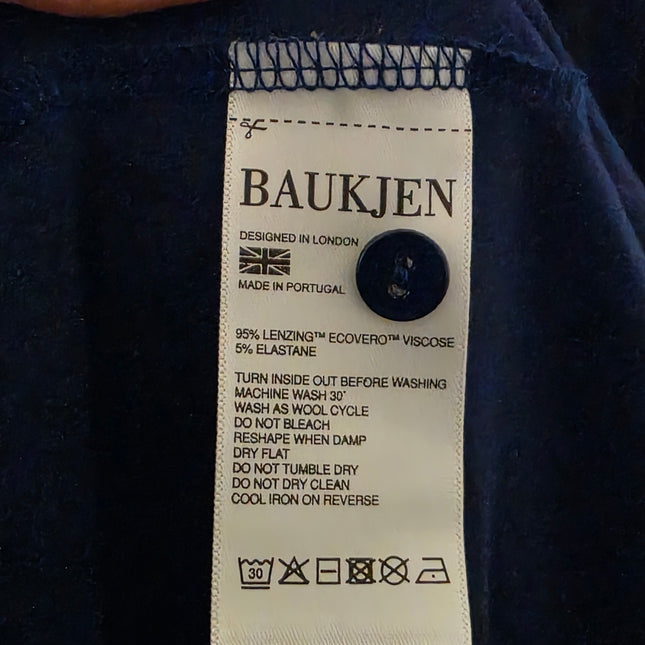 BAUKJEN
DESIGNED IN LONDON
MADE IN PORTUGAL
95% LENZING™ ECOVERO™ VISCOSE
5% ELASTANE
TURN INSIDE OUT BEFORE WASHING
MACHINE WASH 30°
WASH AS WOOL CYCLE
DO NOT BLEACH
RESHAPE WHEN DAMP
DRY FLAT
DO NOT TUMBLE DRY
DO NOT DRY CLEAN
COOL IRON ON REVERSE
30